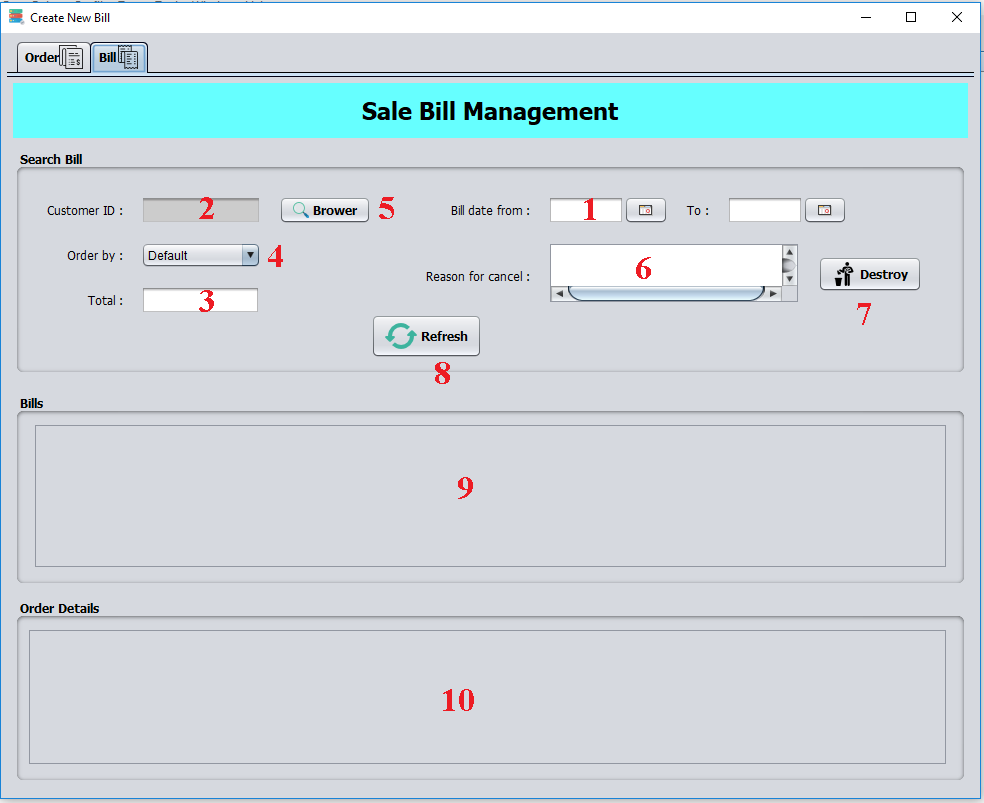 Create New Bill
Order Bill
Sale Bill Management
Search Bill
Customer ID : 2 Brower 5 Bill date from : 1 To :
Order by : Default 4
Reason for cancel : 6 Destroy
Total : 3 7
Refresh
8
Bills
9
Order Details
10